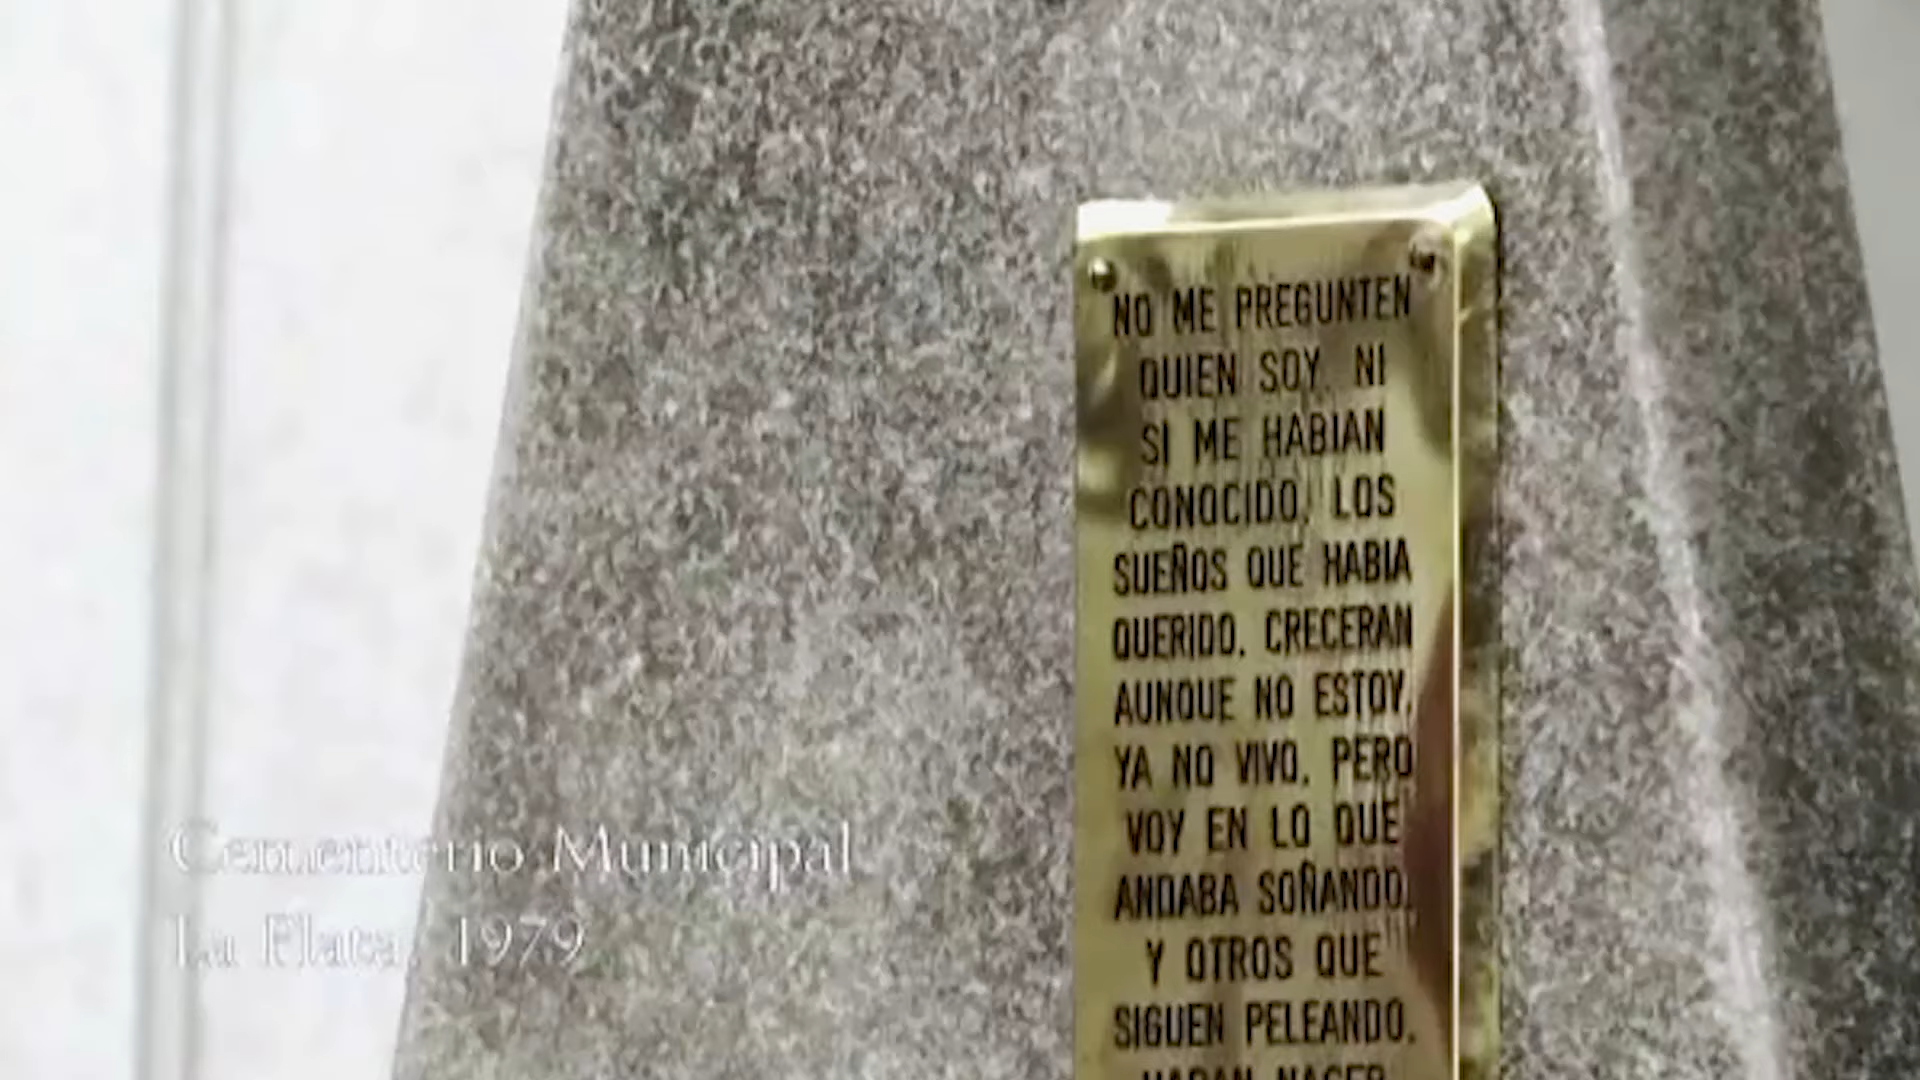 NO ME PREGUNTEN
QUIEN SOY, NI
SI ME HABIAN
CONOCIDO, LOS
SUEÑOS QUE HABIA
QUERIDO, CRECERAN
AUNQUE NO ESTOY.
YA NO VIVO, PERO
VOY EN LO QUE
ANDABA SOÑANDO,
Y OTROS QUE
SIGUEN PELEANDO,
HARAN NACER
Cementerio Municipal
La Plata, 1979